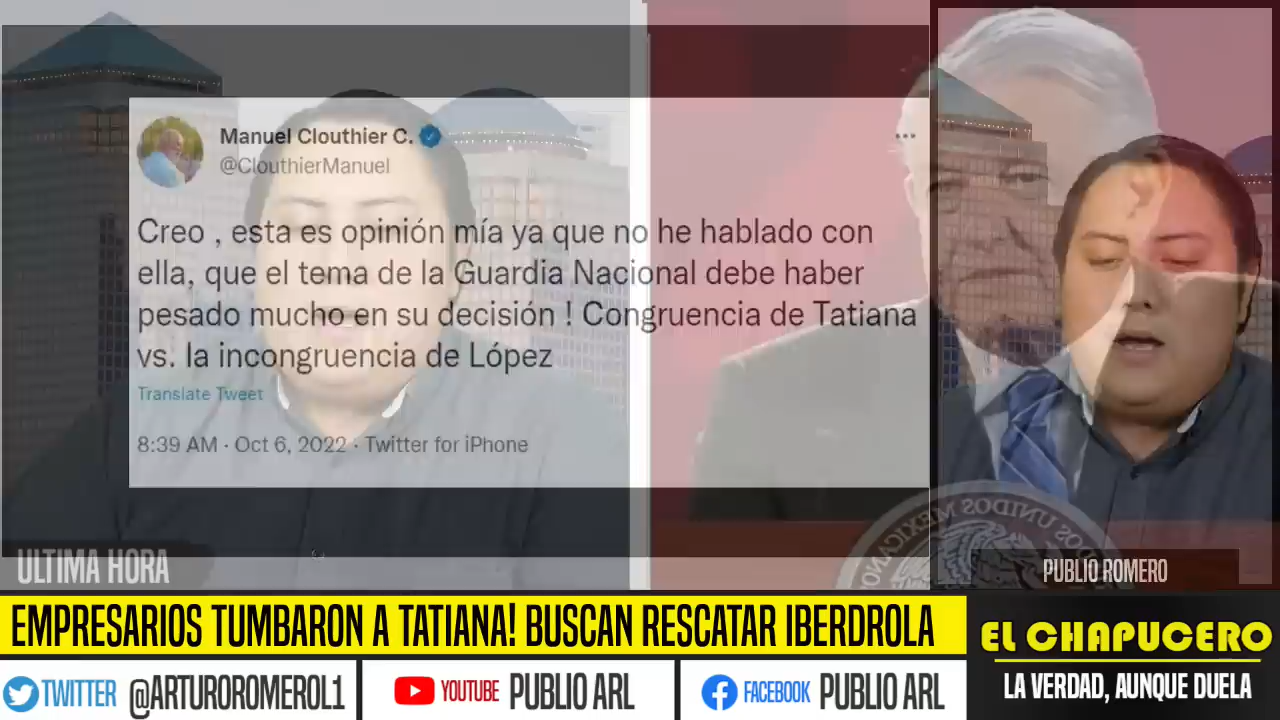 Manuel Clouthier C.
@ClouthierManuel
Creo , esta es opinión mía ya que no he hablado con
ella, que el tema de la Guardia Nacional debe haber
pesado mucho en su decisión ! Congruencia de Tatiana
vs. la incongruencia de López
Translate Tweet
8:39 AM · Oct 6, 2022 · Twitter for iPhone
ULTIMA HORA
PUBLIO ROMERO
EMPRESARIOS TUMBARON A TATIANA! BUSCAN RESCATAR IBERDROLA
EL CHAPUCERO
LA VERDAD, AUNQUE DUELA
TWITTER @ARTUROROMEROL1
YOUTUBE PUBLIO ARL
FACEBOOK PUBLIO ARL
UNIDOS MEXICANO